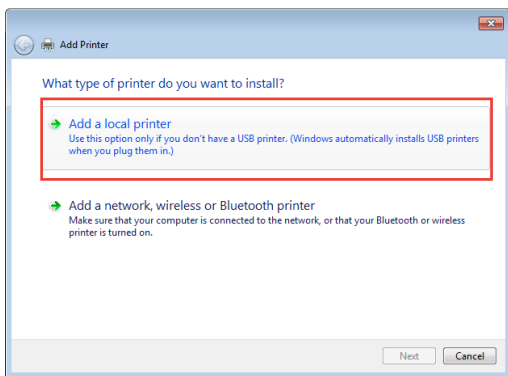 Add Printer
What type of printer do you want to install?
Add a local printer
Use this option only if you don't have a USB printer. (Windows automatically installs USB printers
when you plug them in.)
Add a network, wireless or Bluetooth printer
Make sure that your computer is connected to the network, or that your Bluetooth or wireless
printer is turned on.
Next Cancel